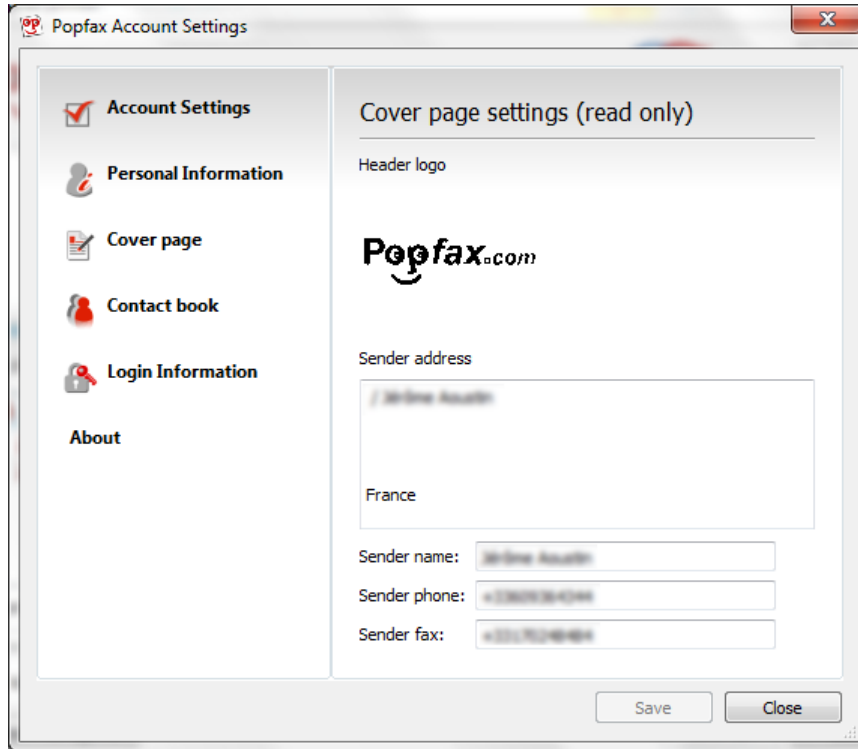 Popfax Account Settings
Account Settings
Personal Information
Cover page
Contact book
Login Information
About
Cover page settings (read only)
Header logo
Popfax.com
Sender address
France
Sender name:
Sender phone:
Sender fax:
Save
Close